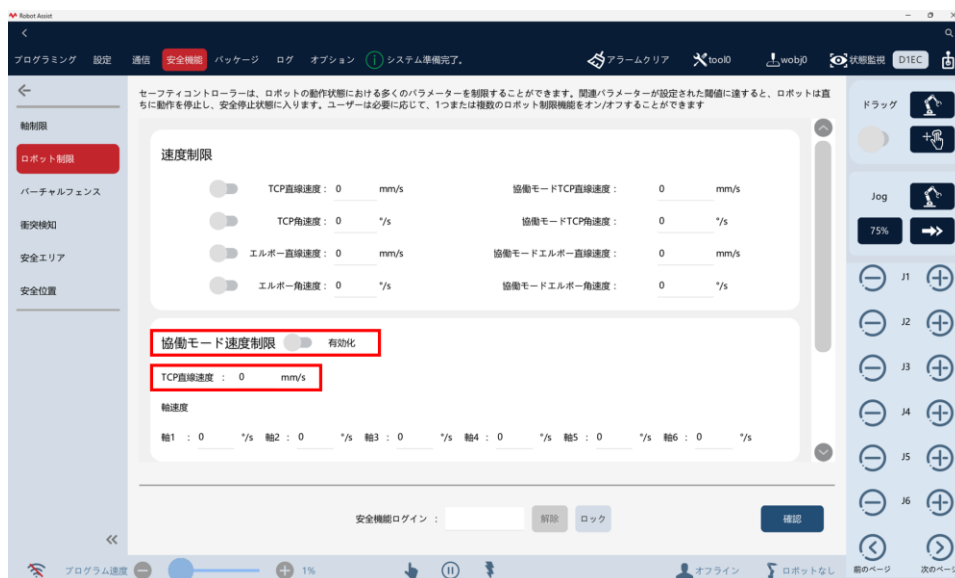 Robot Assist
プログラミング 設定 通信 安全機能 パッケージ ログ オプション i システム準備完了。 アラームクリア tool0 wobj0 状態監視 D1EC
セーフティコントローラーは、ロボットの動作状態における多くのパラメーターを制限することができます。関連パラメーターが設定された閾値に達すると、ロボットは直
ちに動作を停止し、安全停止状態に入ります。ユーザーは必要に応じて、1つまたは複数のロボット制限機能をオン/オフすることができます
軸制限
ロボット制限
バーチャルフェンス
衝突検知
安全エリア
安全位置
速度制限
TCP直線速度: 0 mm/s 協働モードTCP直線速度: 0 mm/s
TCP角速度: 0 °/s 協働モードTCP角速度: 0 °/s
エルボー直線速度: 0 mm/s 協働モードエルボー直線速度: 0 mm/s
エルボー角速度: 0 °/s 協働モードエルボー角速度: 0 °/s
協働モード速度制限 有効化
TCP直線速度 : 0 mm/s
軸速度
軸1 : 0 °/s 軸2 : 0 °/s 軸3 : 0 °/s 軸4 : 0 °/s 軸5 : 0 °/s 軸6 : 0 °/s
安全機能ログイン : 解除 ロック 確認
ドラッグ
Jog
75%
J1
J2
J3
J4
J5
J6
前のページ 次のページ
プログラム速度 1% オフライン ロボットなし